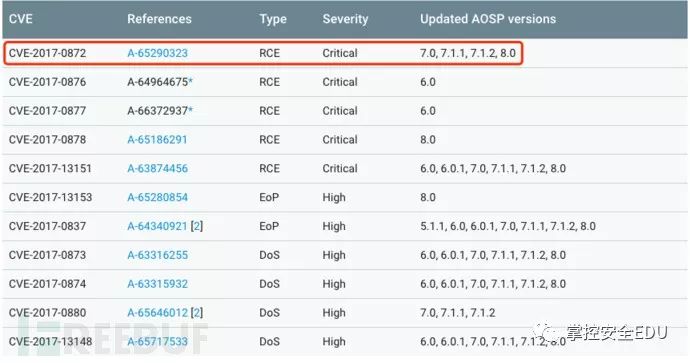 CVE References Type Severity Updated AOSP versions
CVE-2017-0872 A-65290323 RCE Critical 7.0, 7.1.1, 7.1.2, 8.0
CVE-2017-0876 A-64964675* RCE Critical 6.0
CVE-2017-0877 A-66372937* RCE Critical 6.0
CVE-2017-0878 A-65186291 RCE Critical 8.0
CVE-2017-13151 A-63874456 RCE Critical 6.0, 6.0.1, 7.0, 7.1.1, 7.1.2, 8.0
CVE-2017-13153 A-65280854 EoP High 8.0
CVE-2017-0837 A-64340921 [2] EoP High 5.1.1, 6.0, 6.0.1, 7.0, 7.1.1, 7.1.2, 8.0
CVE-2017-0873 A-63316255 DoS High 6.0, 6.0.1, 7.0, 7.1.1, 7.1.2, 8.0
CVE-2017-0874 A-63315932 DoS High 6.0, 6.0.1, 7.0, 7.1.1, 7.1.2, 8.0
CVE-2017-0880 A-65646012 [2] DoS High 7.0, 7.1.1, 7.1.2
CVE-2017-13148 A-65717533 DoS High 6.0, 6.0.1, 7.0, 7.1.1, 7.1.2, 8.0
REEBUF
掌控安全EDU